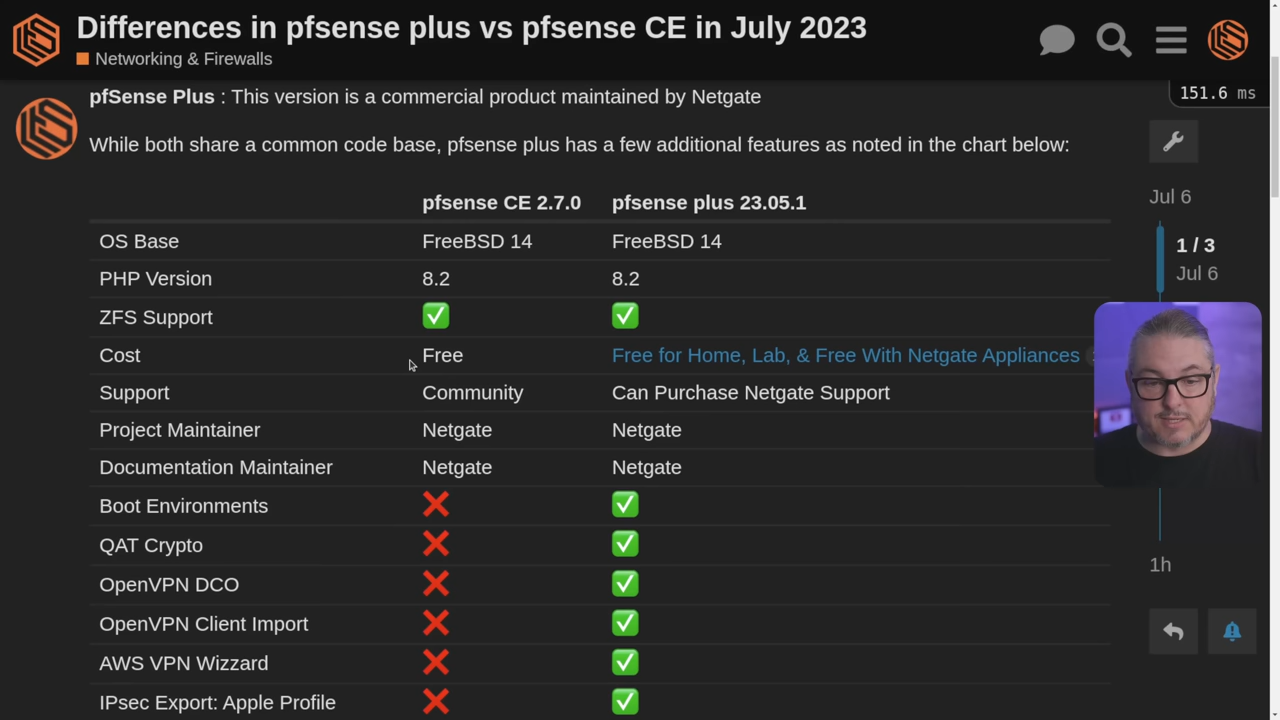 Differences in pfsense plus vs pfsense CE in July 2023
Networking & Firewalls
151.6 ms
pfSense Plus : This version is a commercial product maintained by Netgate
While both share a common code base, pfsense plus has a few additional features as noted in the chart below:
Jul 6
1 / 3
Jul 6
1h
pfsense CE 2.7.0 pfsense plus 23.05.1
OS Base FreeBSD 14 FreeBSD 14
PHP Version 8.2 8.2
ZFS Support ✅ ✅
Cost Free Free for Home, Lab, & Free With Netgate Appliances
Support Community Can Purchase Netgate Support
Project Maintainer Netgate Netgate
Documentation Maintainer Netgate Netgate
Boot Environments ❌ ✅
QAT Crypto ❌ ✅
OpenVPN DCO ❌ ✅
OpenVPN Client Import ❌ ✅
AWS VPN Wizzard ❌ ✅
IPsec Export: Apple Profile ❌ ✅